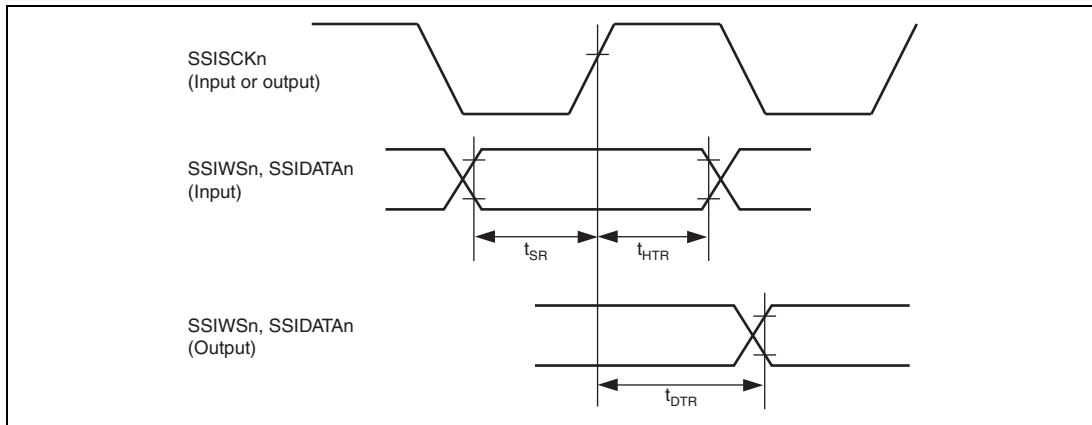 SSISCKn
(Input or output)
SSIWSn, SSIDATAn
(Input)
tSR
tHTR
SSIWSn, SSIDATAn
(Output)
tDTR